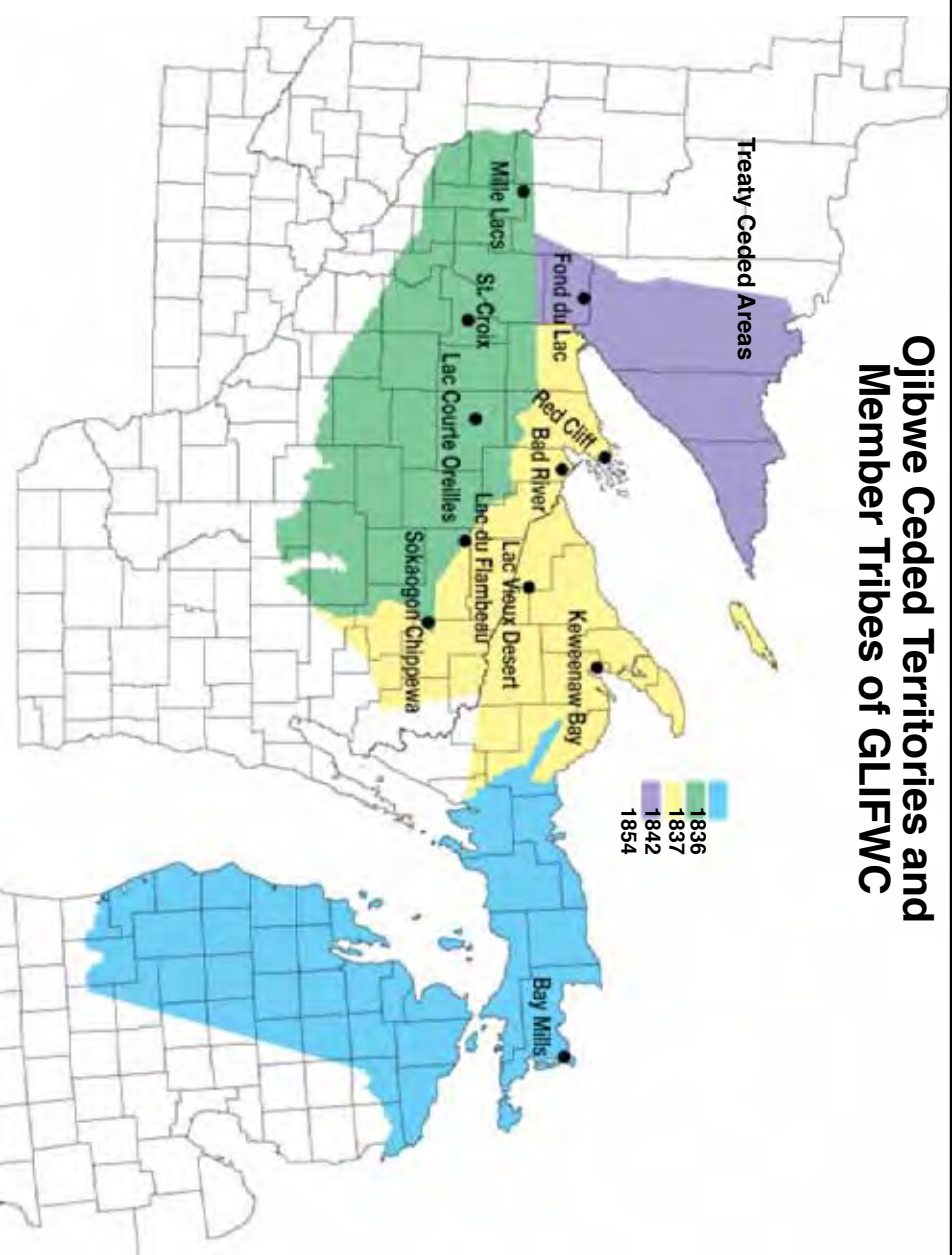 Ojibwe Ceded Territories and
Member Tribes of GLIFWC
Treaty Ceded Areas
1836
1837
1842
1854
Mille Lacs
Fond du Lac
St. Croix
Lac Courte Oreilles
Red Cliff
Bad River
Lac du Flambeau
Lac Vieux Desert
Sokaogon Chippewa
Keweenaw Bay
Bay Mills